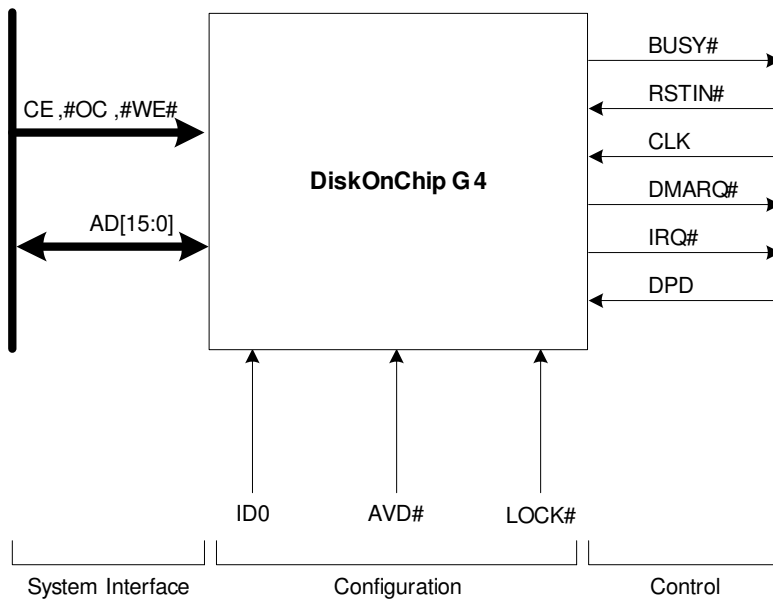 BUSY#
RSTIN#
CE ,#OC ,#WE#
CLK
DiskOnChip G4
DMARQ#
AD[15:0]
IRQ#
DPD
ID0
AVD#
LOCK#
System Interface
Configuration
Control